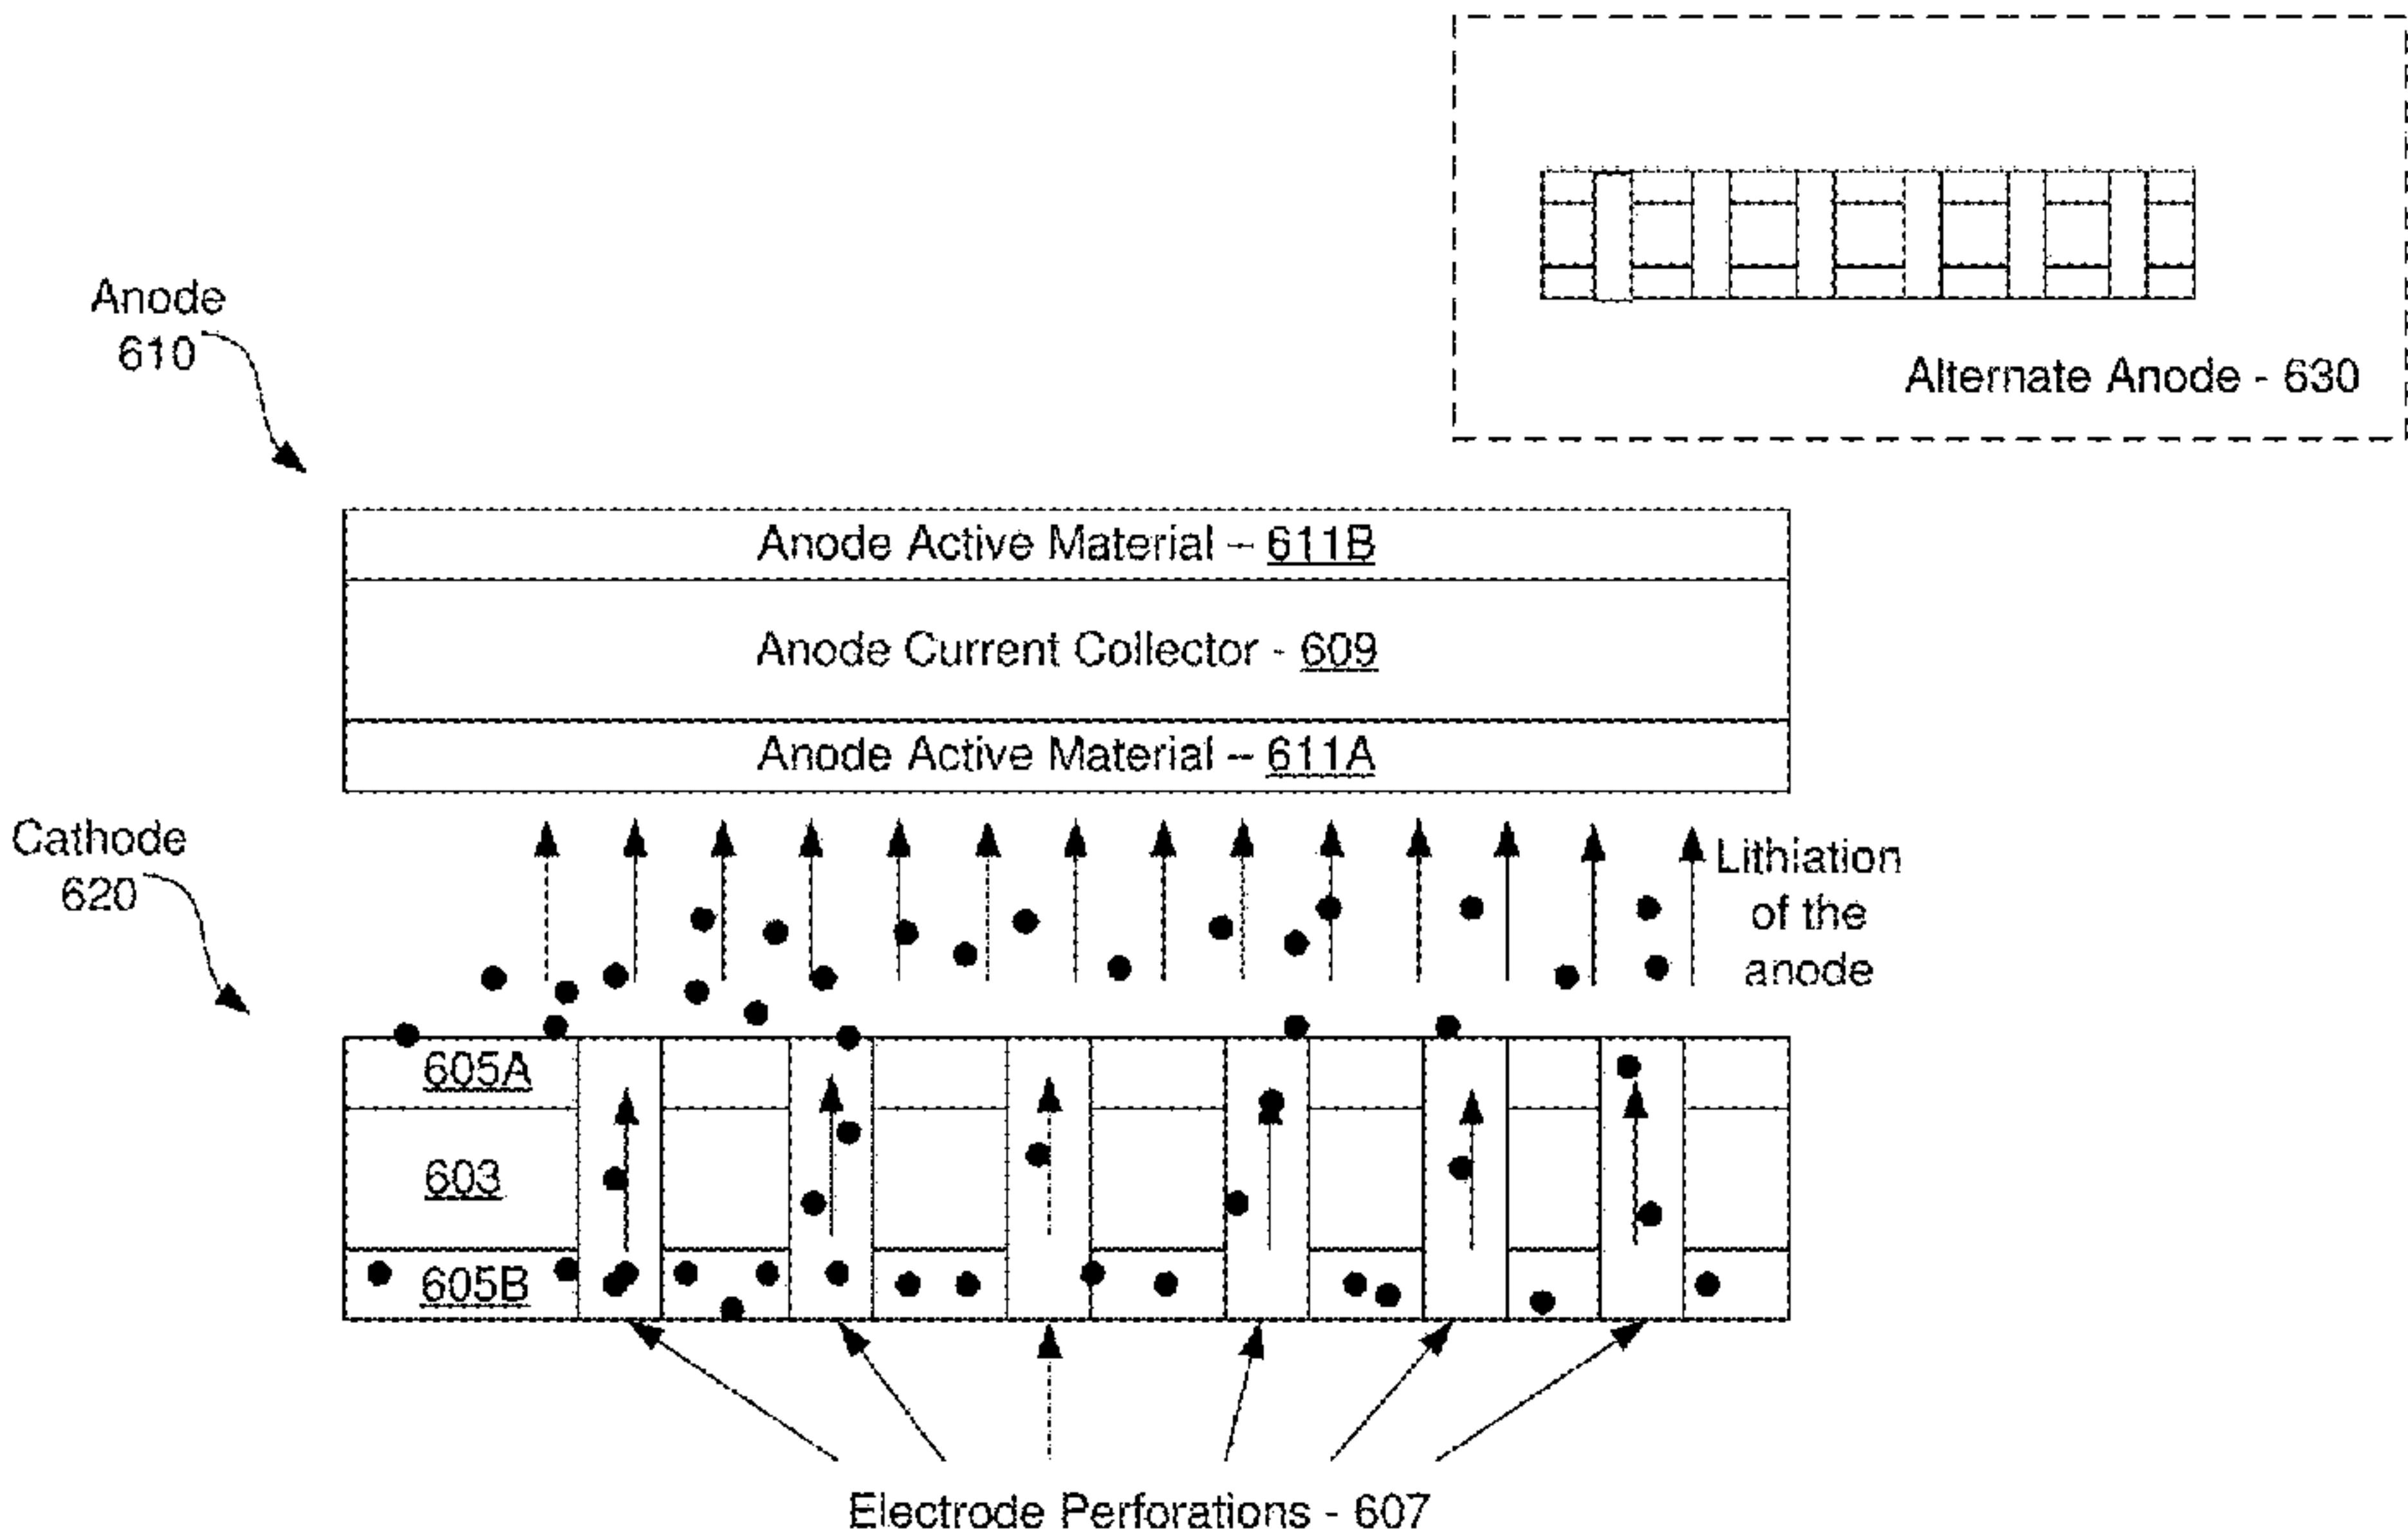 Alternate Anode - 630
Anode
610
Anode Active Material – 611B
Anode Current Collector - 609
Anode Active Material – 611A
Cathode
620
Lithiation
of the
anode
605A
603
605B
Electrode Perforations - 607